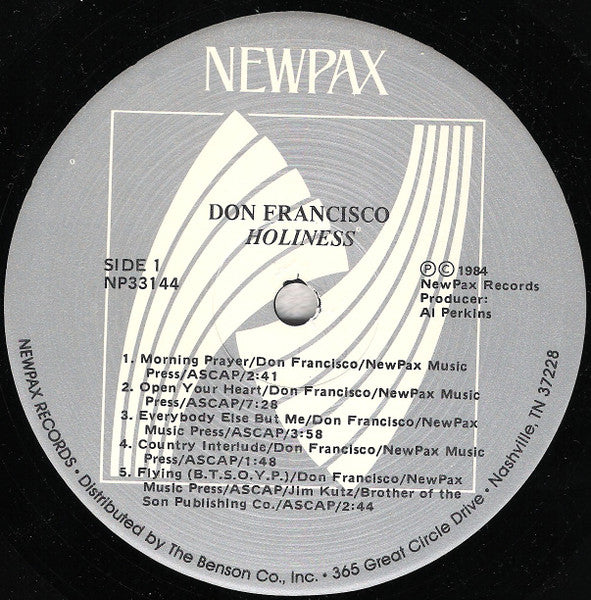 NEWPAX
DON FRANCISCO
HOLINESS
SIDE 1
NP33144
Ⓟ © 1984
NewPax Records
Producer:
Al Perkins
1. Morning Prayer/Don Francisco/NewPax Music
Press/ASCAP/2:41
2. Open Your Heart/Don Francisco/NewPax Music
Press/ASCAP/7:28
3. Everybody Else But Me/Don Francisco/NewPax
Music Press/ASCAP/3:58
4. Country Interlude/Don Francisco/NewPax Music
Press/ASCAP/1:48
5. Flying (B.T.S.O.Y.P.)/Don Francisco/NewPax
Music Press/ASCAP/Jim Kutz/Brother of the
Son Publishing Co./ASCAP/2:44
NEWPAX RECORDS • Distributed by The Benson Co., Inc. • 365 Great Circle Drive • Nashville, TN 37228